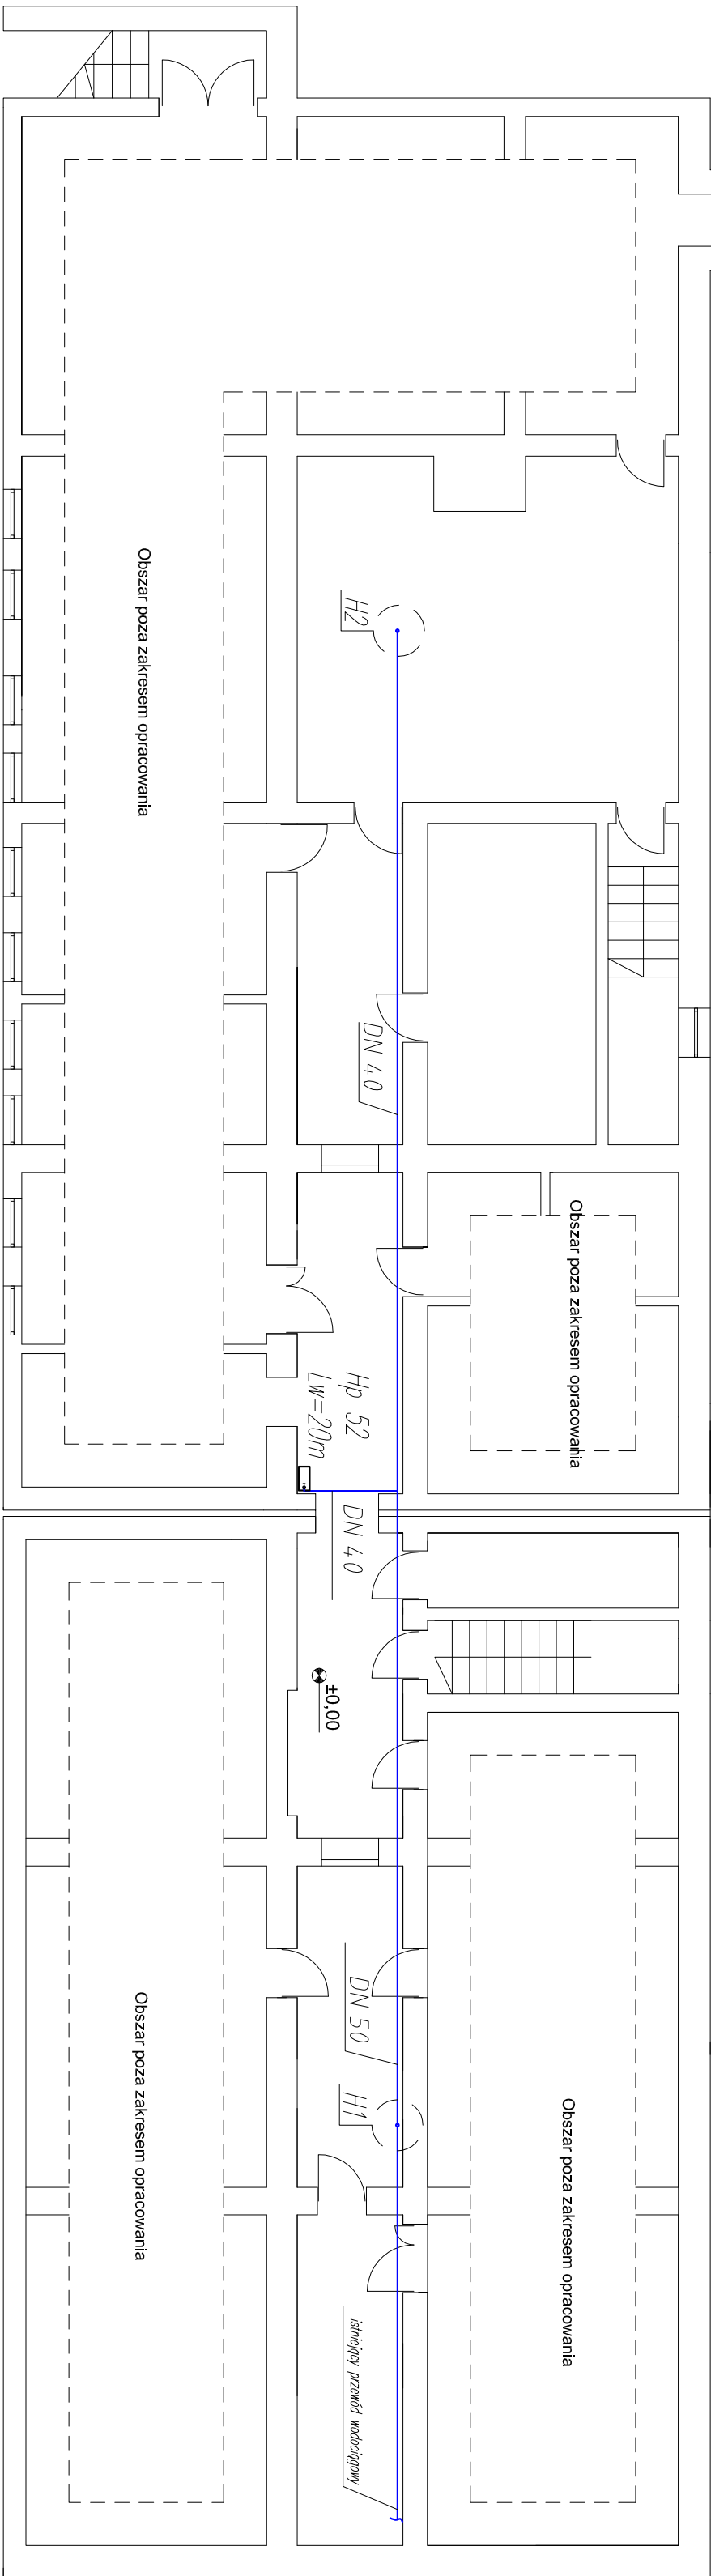 Obszar poza zakresem opracowania
H2
DN 40
Obszar poza zakresem opracowania
Hp 52
Lw=20m
DN 40
±0,00
DN 50
H1
Obszar poza zakresem opracowania
Obszar poza zakresem opracowania
istniejący przewód wodociągowy